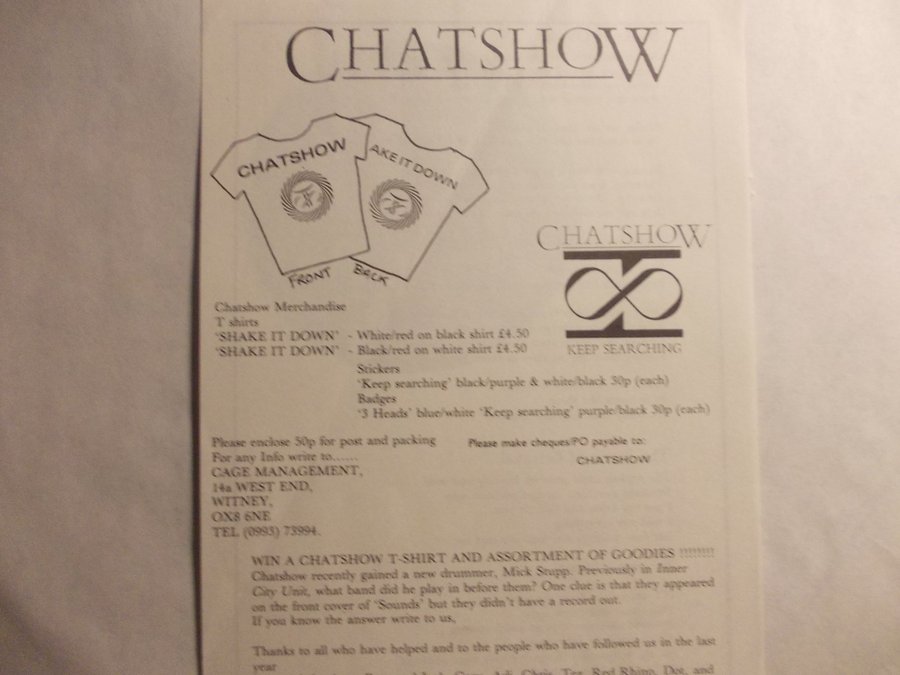 CHATSHOW
CHATSHOW
AKE IT DOWN
FRONT
BACK
CHATSHOW
KEEP SEARCHING
Chatshow Merchandise
T shirts
'SHAKE IT DOWN' - White/red on black shirt £4.50
'SHAKE IT DOWN' - Black/red on white shirt £4.50
Stickers
'Keep searching' black/purple & white/black 50p (each)
Badges
'3 Heads' blue/white 'Keep searching' purple/black 30p (each)
Please enclose 50p for post and packing
For any Info write to......
CAGE MANAGEMENT,
14a WEST END,
WITNEY,
OX8 6NE
TEL (0993) 73994.
Please make cheques/PO payable to:
CHATSHOW
WIN A CHATSHOW T-SHIRT AND ASSORTMENT OF GOODIES !!!!!!!!
Chatshow recently gained a new drummer, Mick Stupp. Previously in Inner
City Unit, what band did he play in before them? One clue is that they appeared
on the front cover of 'Sounds' but they didn't have a record out.
If you know the answer write to us,
Thanks to all who have helped and to the people who have followed us in the last
year
Adi, Chris, Taz, Red Rhino, Dot, and